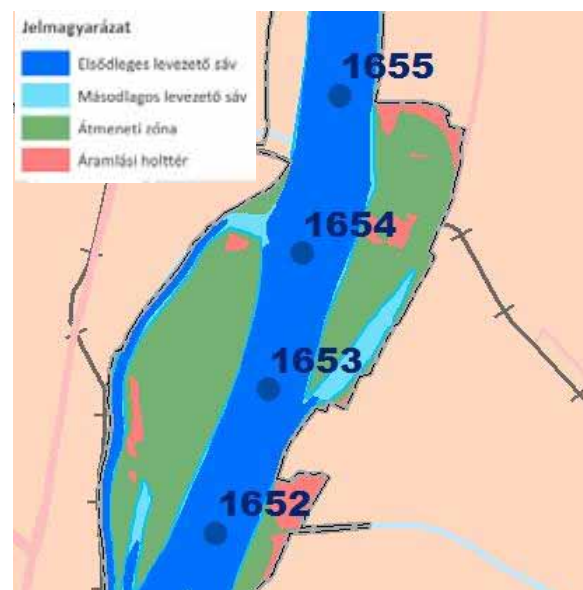 Jelmagyarázat
Elsődleges levezető sáv
Másodlagos levezető sáv
Átmeneti zóna
Áramlási holttér
1655
1654
1653
1652